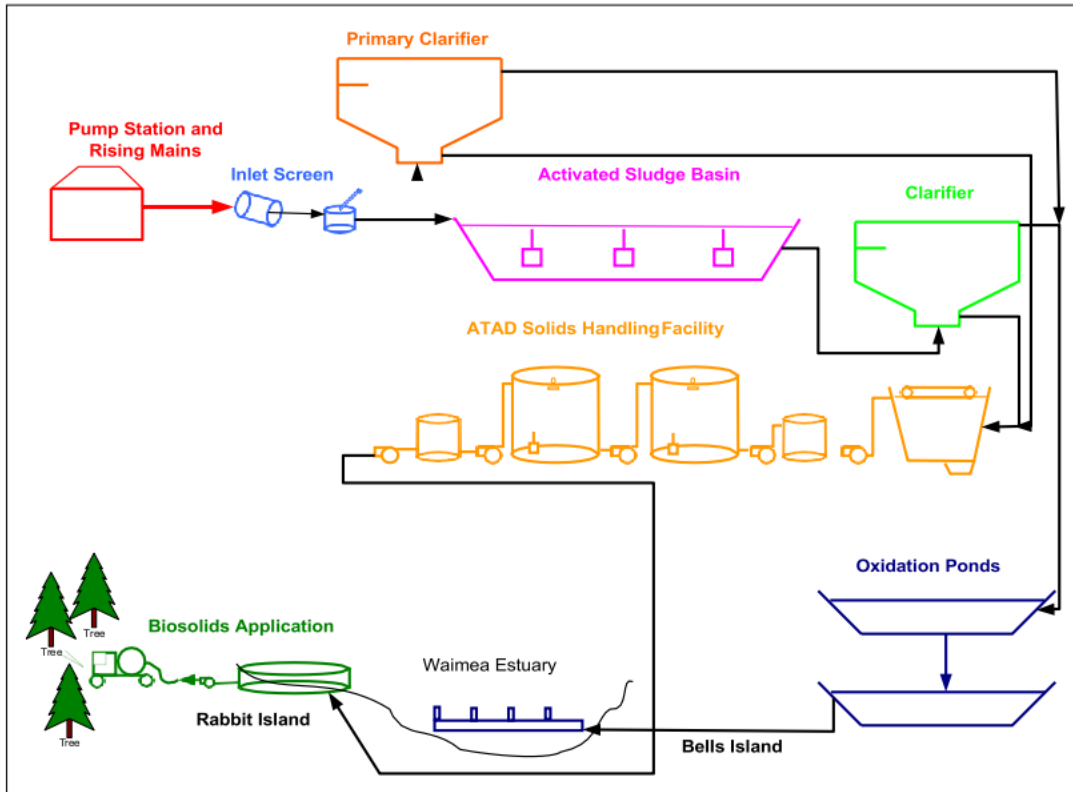 Primary Clarifier
Pump Station and
Rising Mains
Inlet Screen
Activated Sludge Basin
Clarifier
ATAD Solids Handling Facility
Oxidation Ponds
Tree
Tree
Biosolids Application
Waimea Estuary
Rabbit Island
Tree
Bells Island